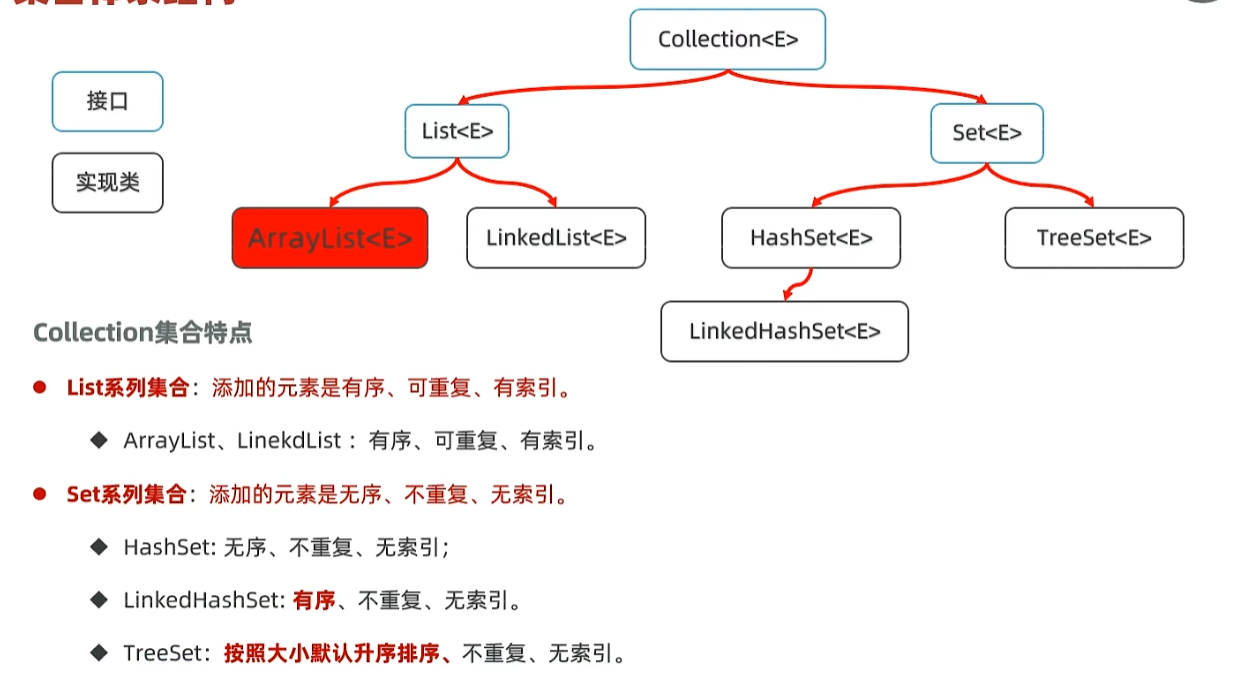 Collection<E>
接口
List<E>
Set<E>
实现类
ArrayList<E>
LinkedList<E>
HashSet<E>
TreeSet<E>
LinkedHashSet<E>
Collection集合特点
List系列集合：添加的元素是有序、可重复、有索引。
ArrayList、LinekdList ：有序、可重复、有索引。
Set系列集合：添加的元素是无序、不重复、无索引。
HashSet: 无序、不重复、无索引；
LinkedHashSet: 有序、不重复、无索引。
TreeSet：按照大小默认升序排序、不重复、无索引。